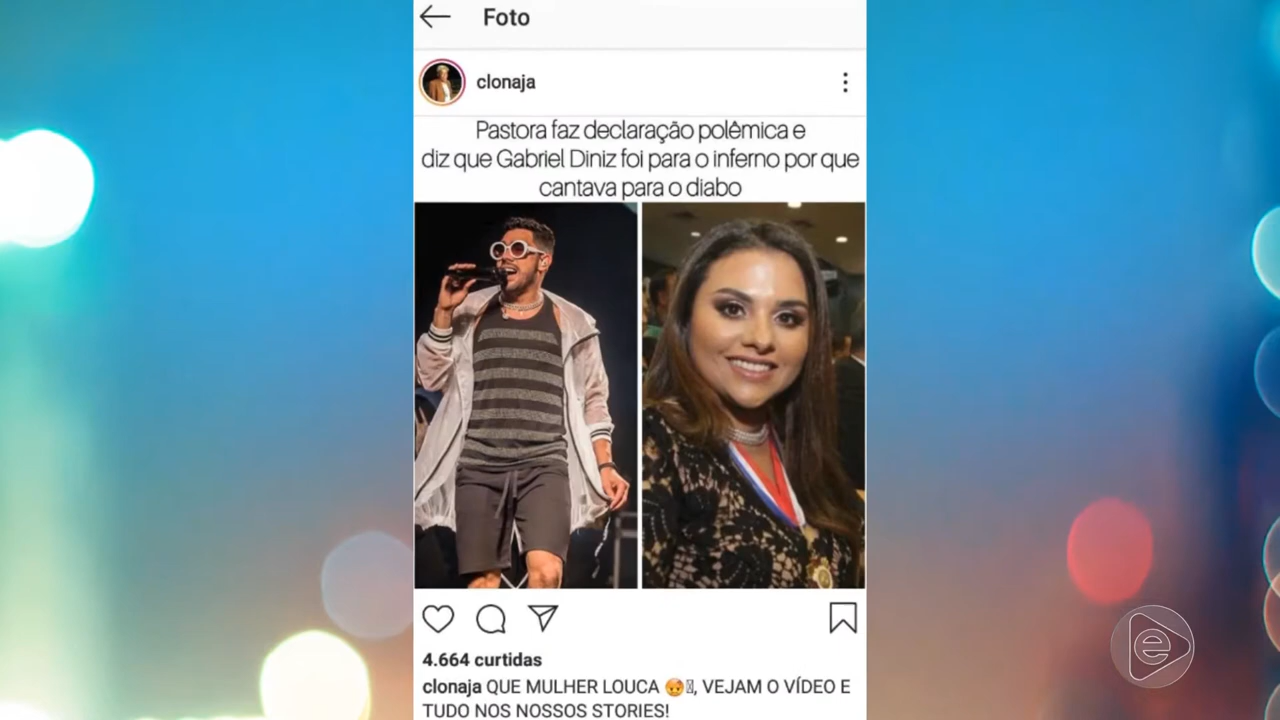 Foto
clonaja
Pastora faz declaração polêmica e
diz que Gabriel Diniz foi para o inferno por que
cantava para o diabo
4.664 curtidas
clonaja QUE MULHER LOUCA 🤕, VEJAM O VÍDEO E
TUDO NOS NOSSOS STORIES!
e